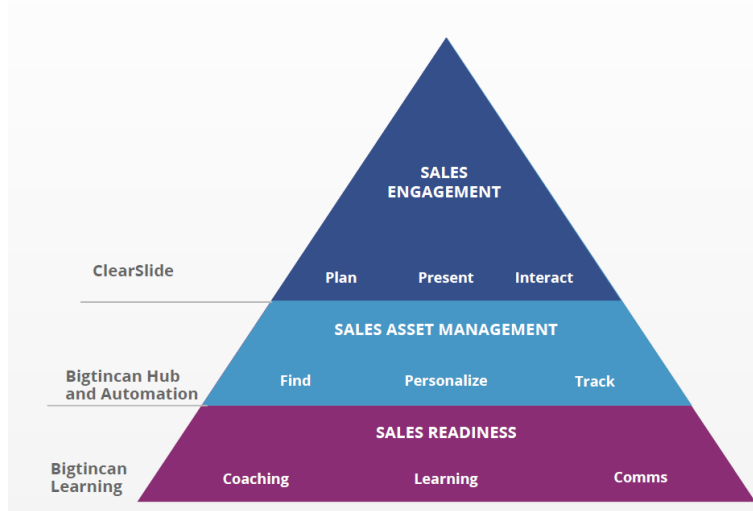 SALES
ENGAGEMENT
ClearSlide
Plan Present Interact
SALES ASSET MANAGEMENT
Bigtincan Hub
and Automation
Find Personalize Track
SALES READINESS
Bigtincan
Learning
Coaching Learning Comms